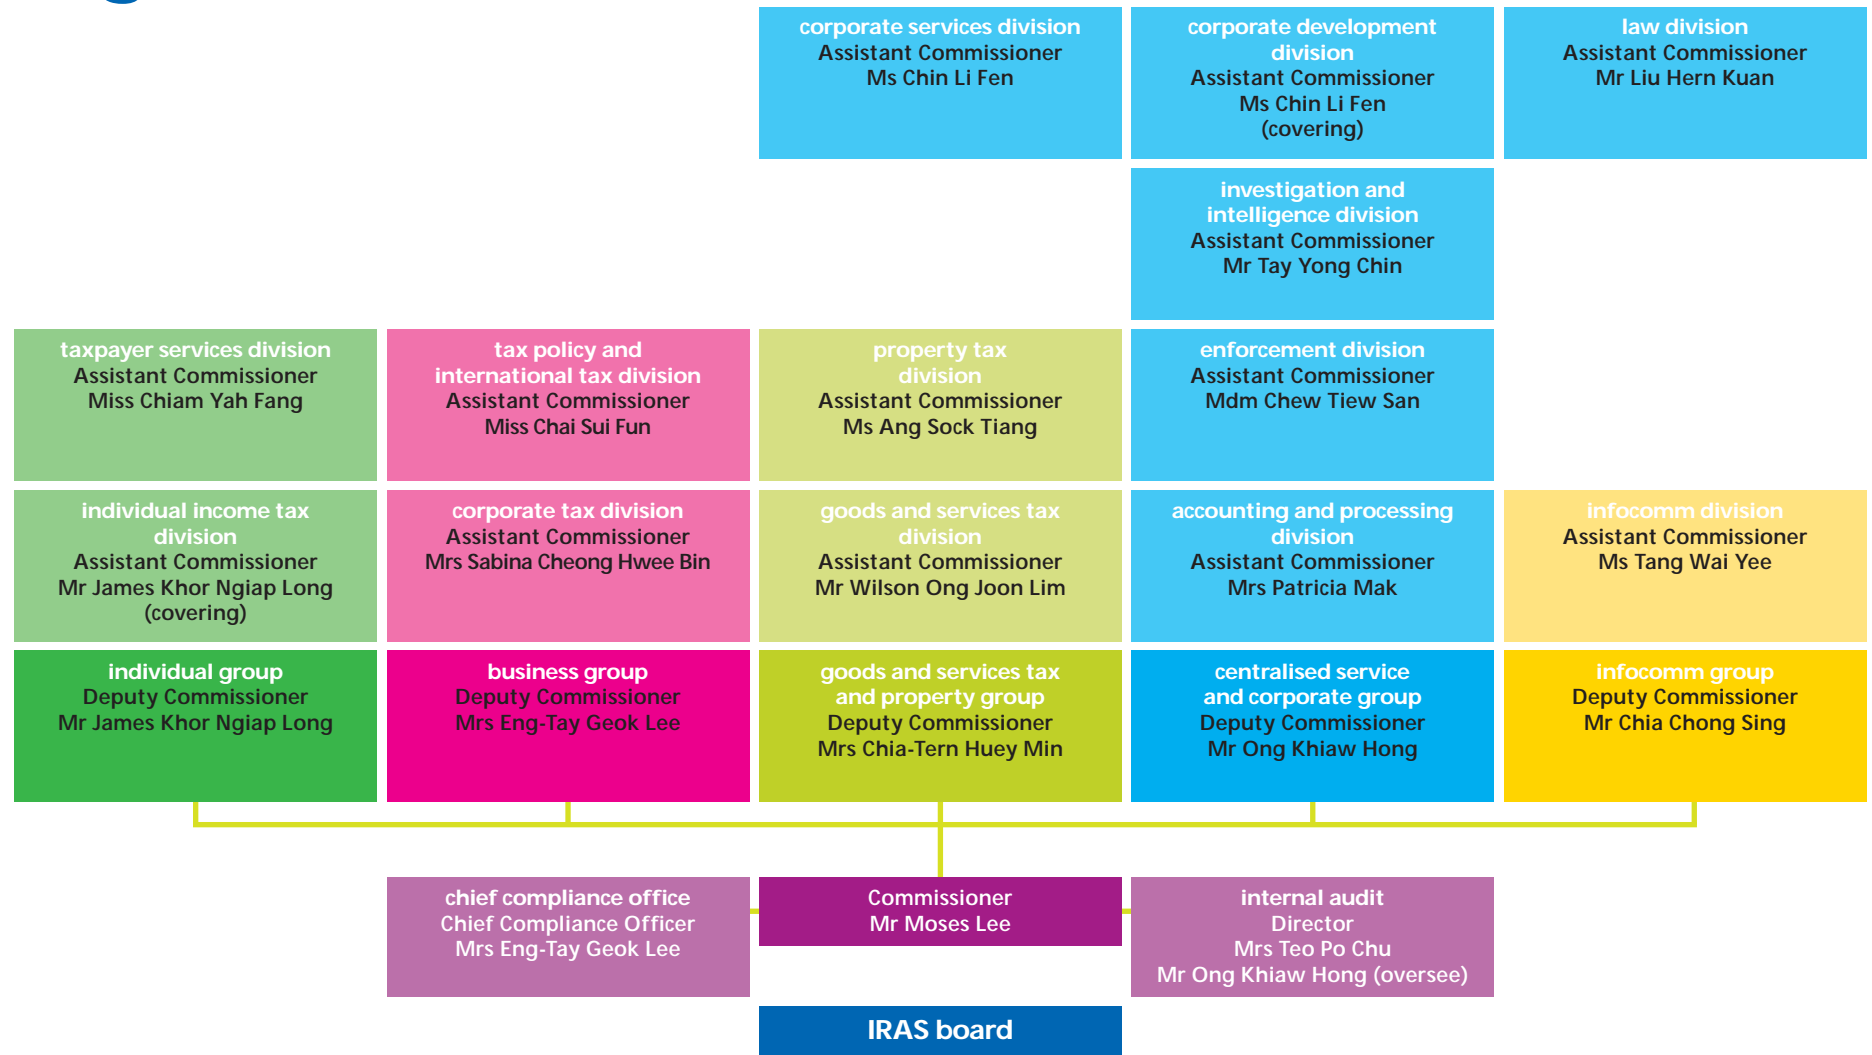 corporate services division
Assistant Commissioner
Ms Chin Li Fen
corporate development
division
Assistant Commissioner
Ms Chin Li Fen
(covering)
law division
Assistant Commissioner
Mr Liu Hern Kuan
investigation and
intelligence division
Assistant Commissioner
Mr Tay Yong Chin
taxpayer services division
Assistant Commissioner
Miss Chiam Yah Fang
tax policy and
international tax division
Assistant Commissioner
Miss Chai Sui Fun
property tax
division
Assistant Commissioner
Ms Ang Sock Tiang
enforcement division
Assistant Commissioner
Mdm Chew Tiew San
individual income tax
division
Assistant Commissioner
Mr James Khor Ngiap Long
(covering)
corporate tax division
Assistant Commissioner
Mrs Sabina Cheong Hwee Bin
goods and services tax
division
Assistant Commissioner
Mr Wilson Ong Joon Lim
accounting and processing
division
Assistant Commissioner
Mrs Patricia Mak
infocomm division
Assistant Commissioner
Ms Tang Wai Yee
individual group
Deputy Commissioner
Mr James Khor Ngiap Long
business group
Deputy Commissioner
Mrs Eng-Tay Geok Lee
goods and services tax
and property group
Deputy Commissioner
Mrs Chia-Tern Huey Min
centralised service
and corporate group
Deputy Commissioner
Mr Ong Khiaw Hong
infocomm group
Deputy Commissioner
Mr Chia Chong Sing
chief compliance office
Chief Compliance Officer
Mrs Eng-Tay Geok Lee
Commissioner
Mr Moses Lee
internal audit
Director
Mrs Teo Po Chu
Mr Ong Khiaw Hong (oversee)
IRAS board